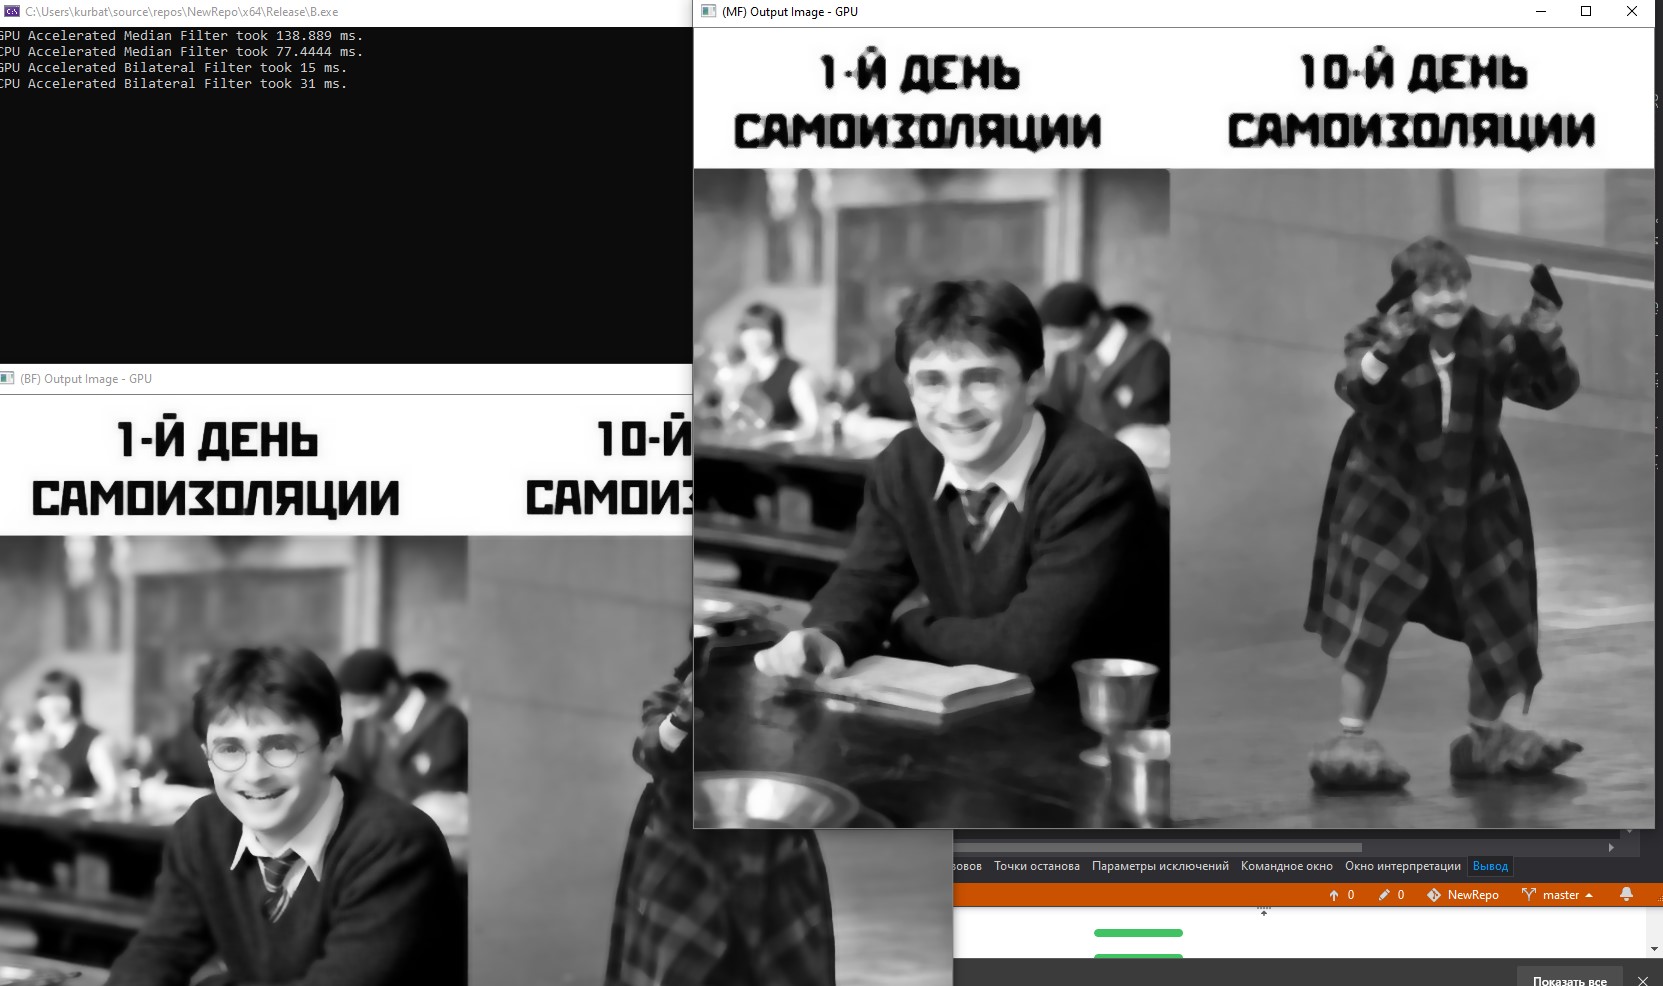 C:\Users\kurbat\source\repos\NewRepo\x64\Release\B.exe
GPU Accelerated Median Filter took 138.889 ms.
CPU Accelerated Median Filter took 77.4444 ms.
GPU Accelerated Bilateral Filter took 15 ms.
CPU Accelerated Bilateral Filter took 31 ms.
(MF) Output Image - GPU
1-Й ДЕНЬ
САМОИЗОЛЯЦИИ
10-Й ДЕНЬ
САМОИЗОЛЯЦИИ
(BF) Output Image - GPU
1-Й ДЕНЬ
САМОИЗОЛЯЦИИ
10-Й
САМОИЗ
Точки останова Параметры исключений Командное окно Окно интерпретации Вывод
0 0 NewRepo master
Показать все